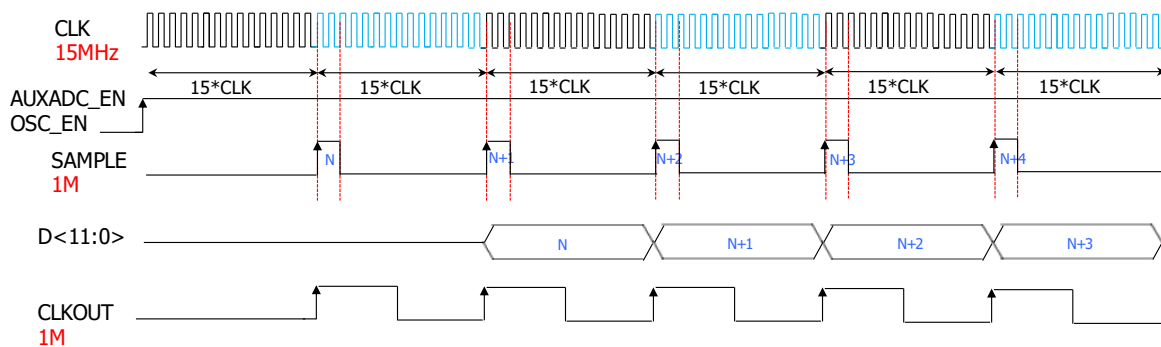 CLK
15MHz
15*CLK 15*CLK 15*CLK 15*CLK 15*CLK 15*CLK
AUXADC_EN
OSC_EN
SAMPLE
1M
N N+1 N+2 N+3 N+4
D<11:0>
N N+1 N+2 N+3
CLKOUT
1M